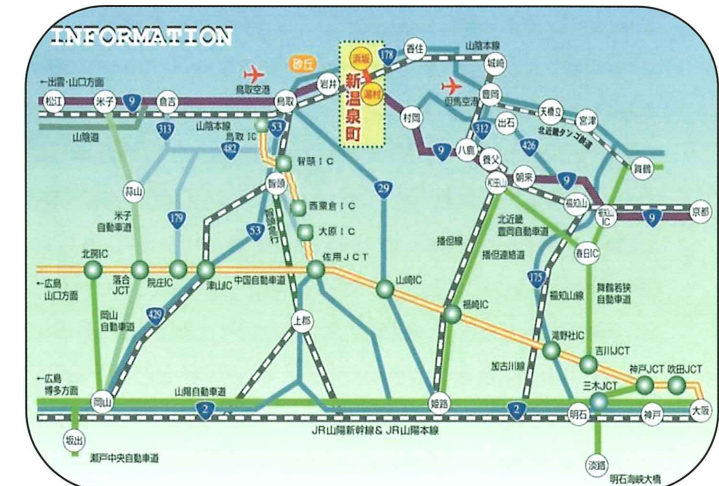 INFORMATION
砂丘
浜坂
178
香住
山陰本線
城崎
←出雲・山口方面
鳥取空港
岩井
新温泉町
湯村
但馬空港
豊岡
松江
米子
9
倉吉
鳥取
村岡
312
出石
天橋立
宮津
山陰道
313
山陰本線
鳥取IC
53
426
北近畿タンゴ鉄道
482
智頭IC
八鹿
養父
9
舞鶴
蒜山
智頭
29
和田山
朝来
9
米子
自動車道
179
智頭急行
西粟倉IC
福知山
福知山
IC
9
京都
53
大原IC
播但線
北近畿
豊岡自動車道
北房IC
佐用JCT
播但連絡道
春日IC
←広島
山口方面
落合
JCT
院庄IC
津山IC
中国自動車道
山崎IC
175
福知山線
舞鶴若狭
自動車道
岡山
自動車道
429
上郡
福崎IC
滝野社IC
吉川JCT
加古川線
神戸JCT
吹田JCT
←広島
博多方面
三木JCT
岡山
山陽自動車道
2
姫路
2
明石
神戸
大阪
JR山陽新幹線&JR山陽本線
坂出
瀬戸中央自動車道
淡路
明石海峡大橋